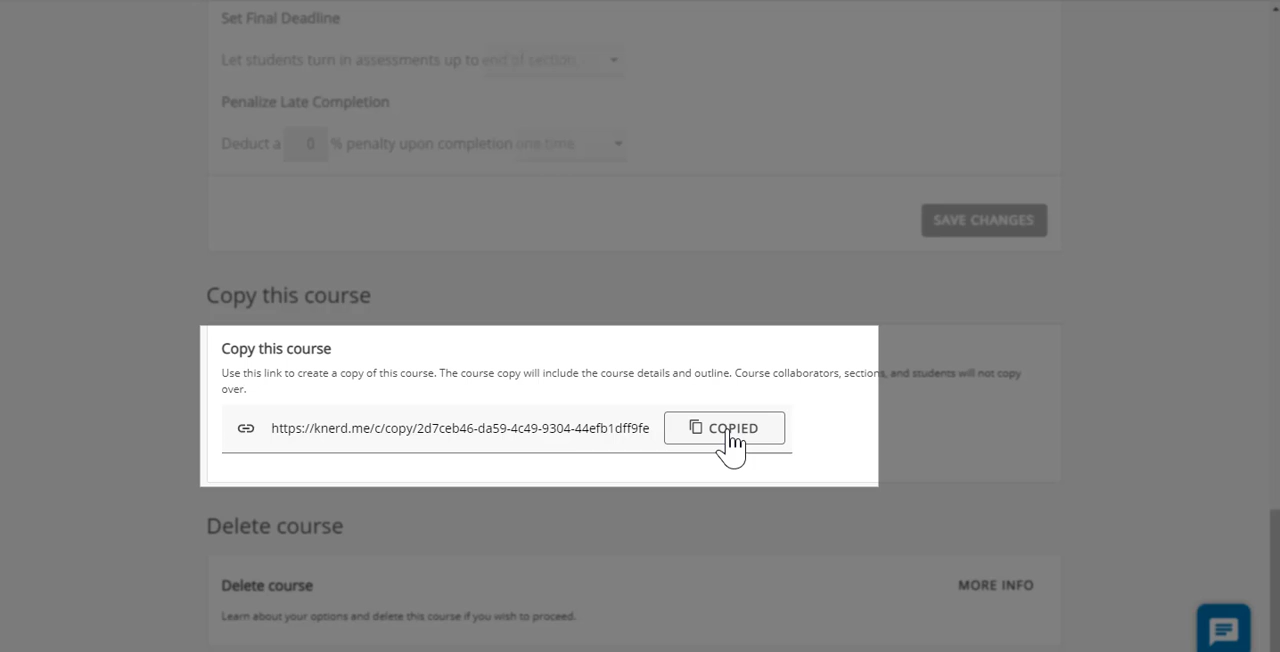 Set Final Deadline
Let students turn in assessments up to end of section
Penalize Late Completion
Deduct a 0 % penalty upon completion one time
SAVE CHANGES
Copy this course
Copy this course
Use this link to create a copy of this course. The course copy will include the course details and outline. Course collaborators, sections, and students will not copy
over.
https://knerd.me/c/copy/2d7ceb46-da59-4c49-9304-44efb1dff9fe COPIED
Delete course
Delete course MORE INFO
Learn about your options and delete this course if you wish to proceed.